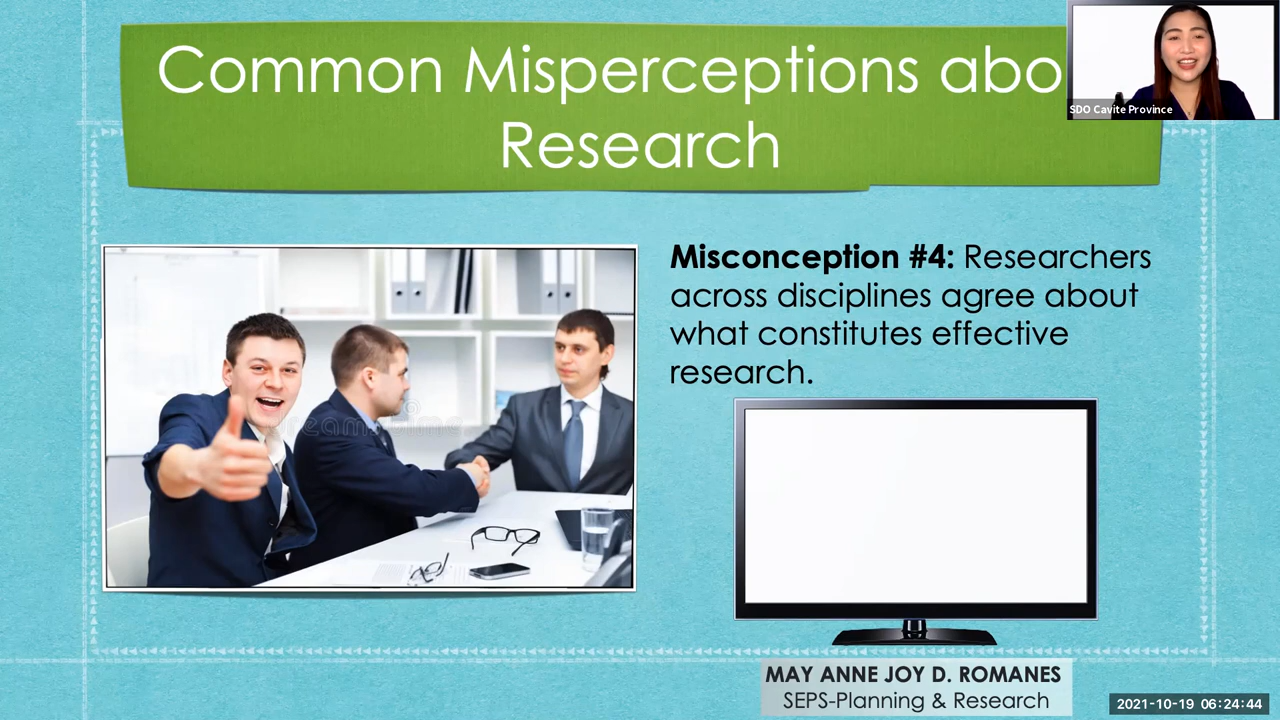 Common Misperceptions abo
Research
SDO Cavite Province
Misconception #4: Researchers
across disciplines agree about
what constitutes effective
research.
dreamstime
MAY ANNE JOY D. ROMANES
SEPS-Planning & Research
2021-10-19 06:24:44